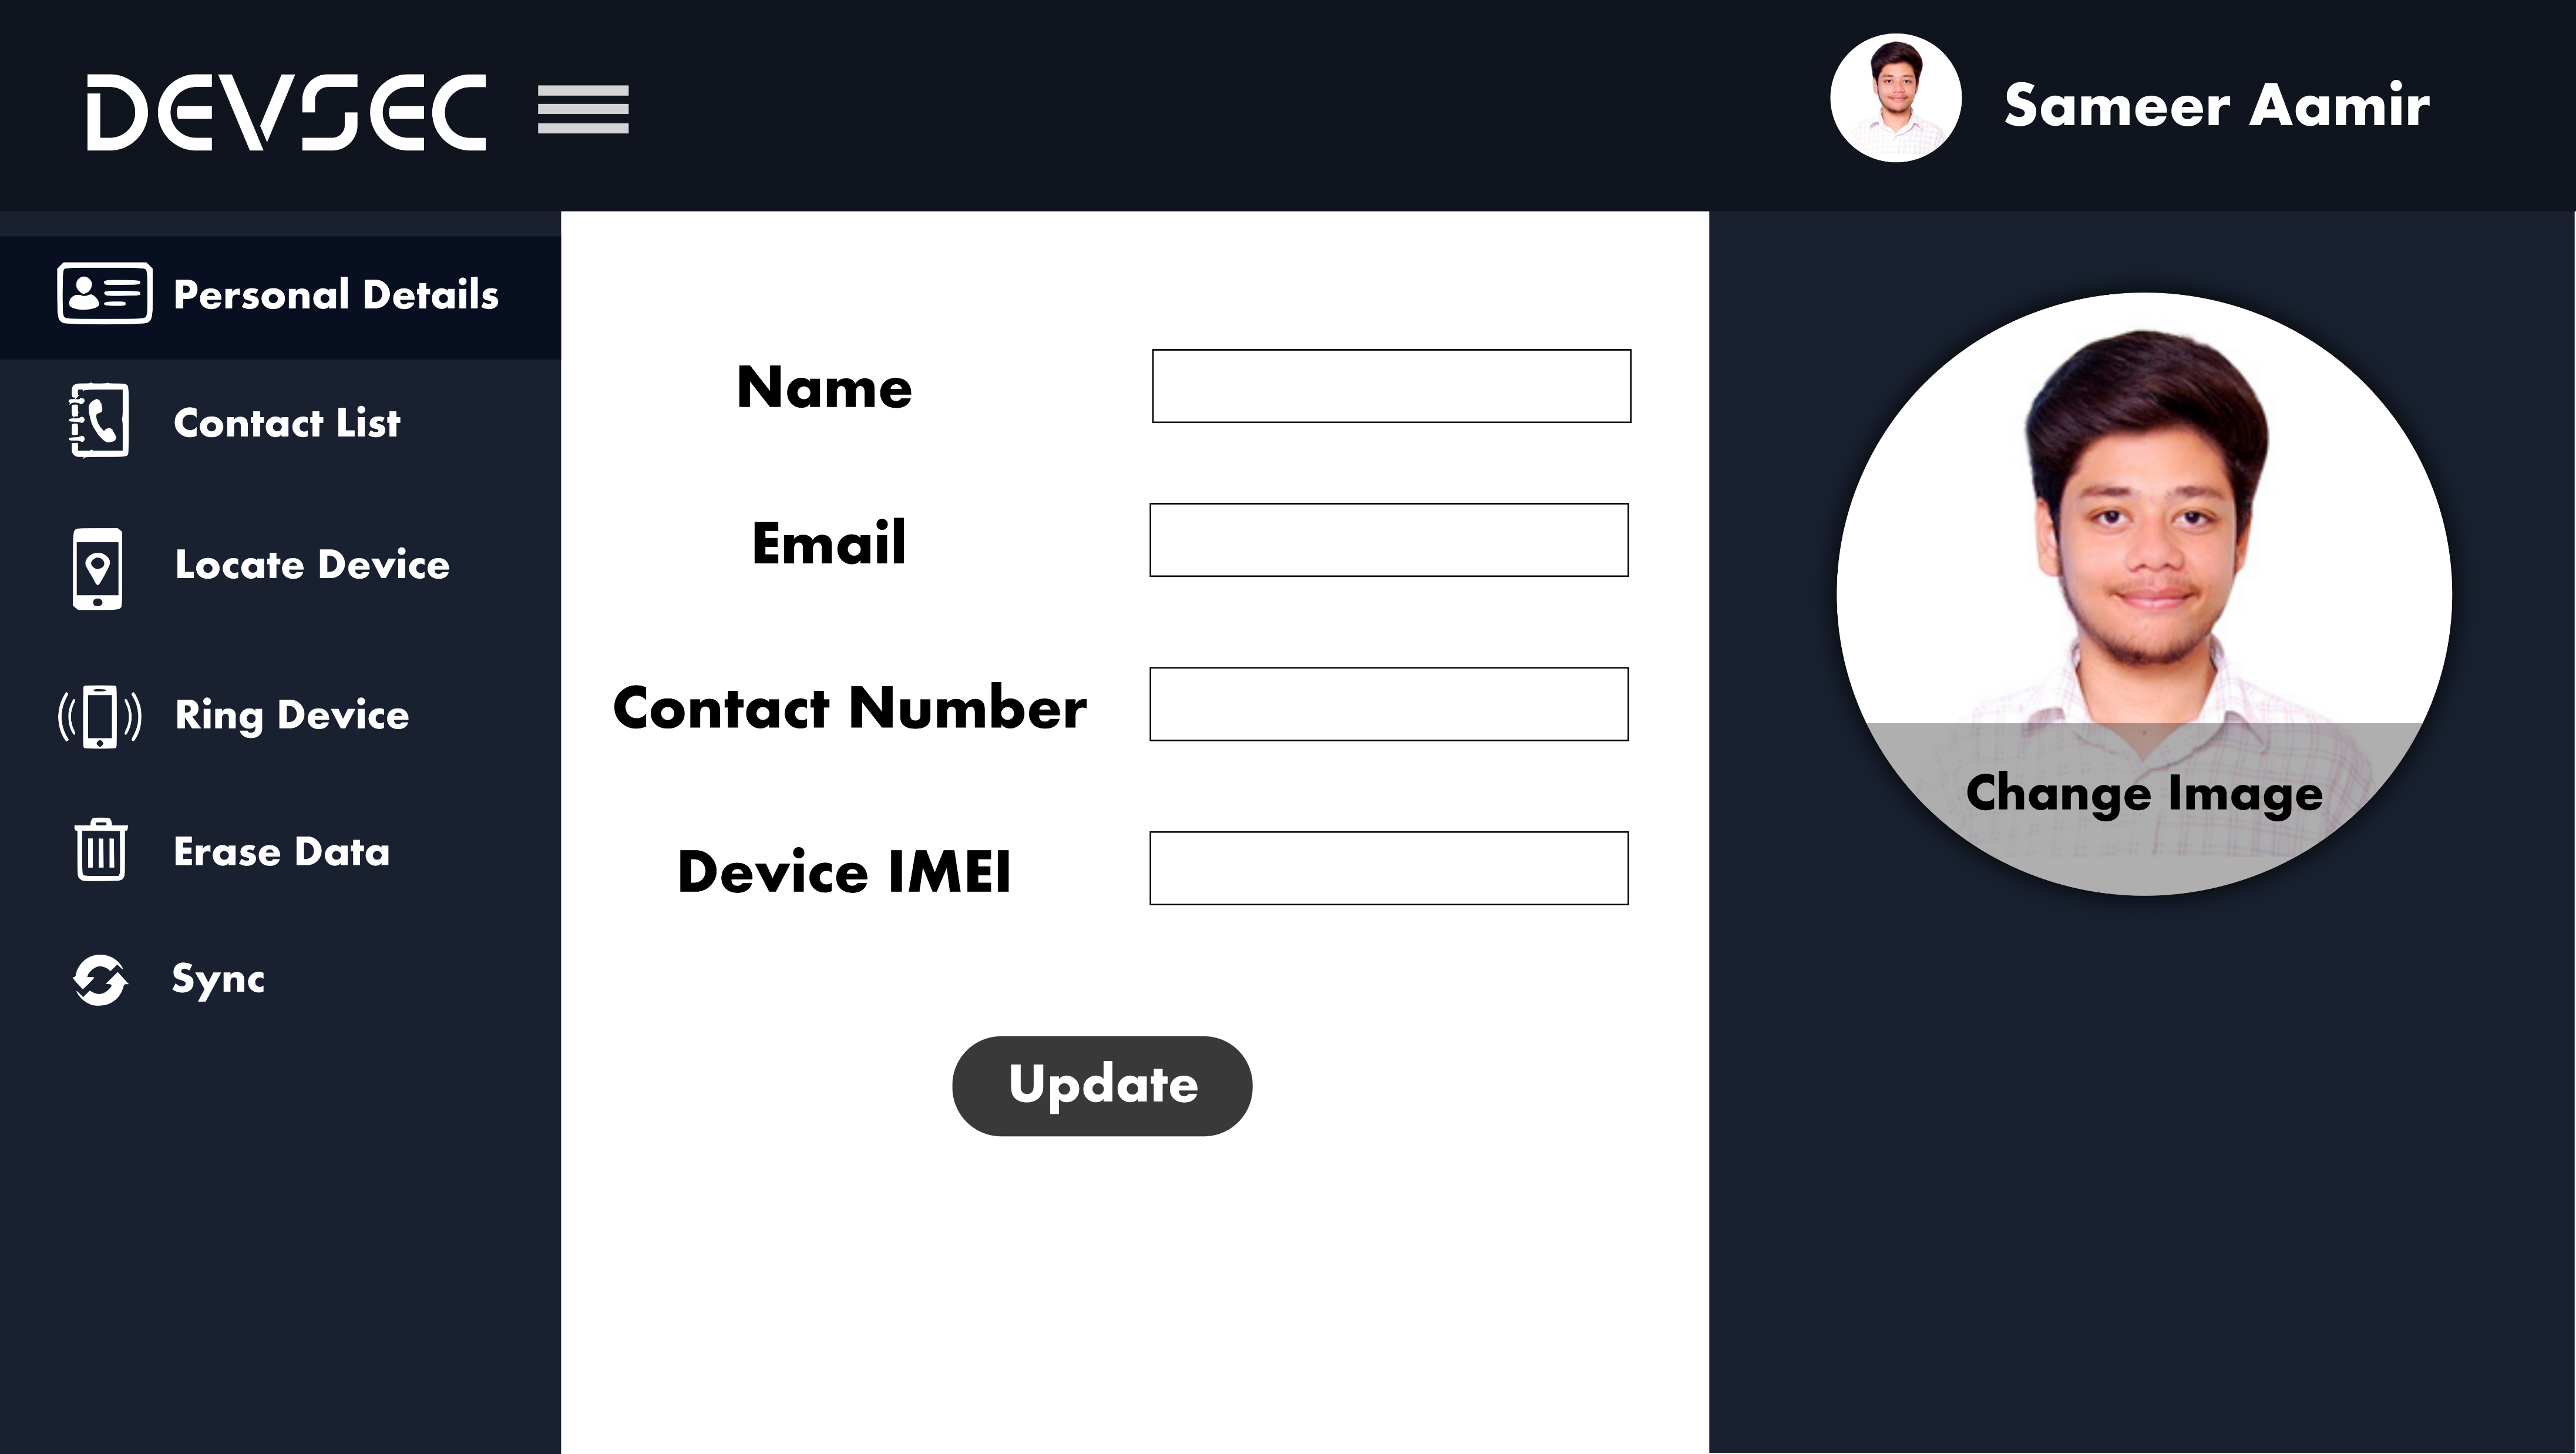 DEVSEC
Sameer Aamir
Personal Details
Contact List
Locate Device
Ring Device
Erase Data
Sync
Name
Email
Contact Number
Device IMEI
Update
Change Image